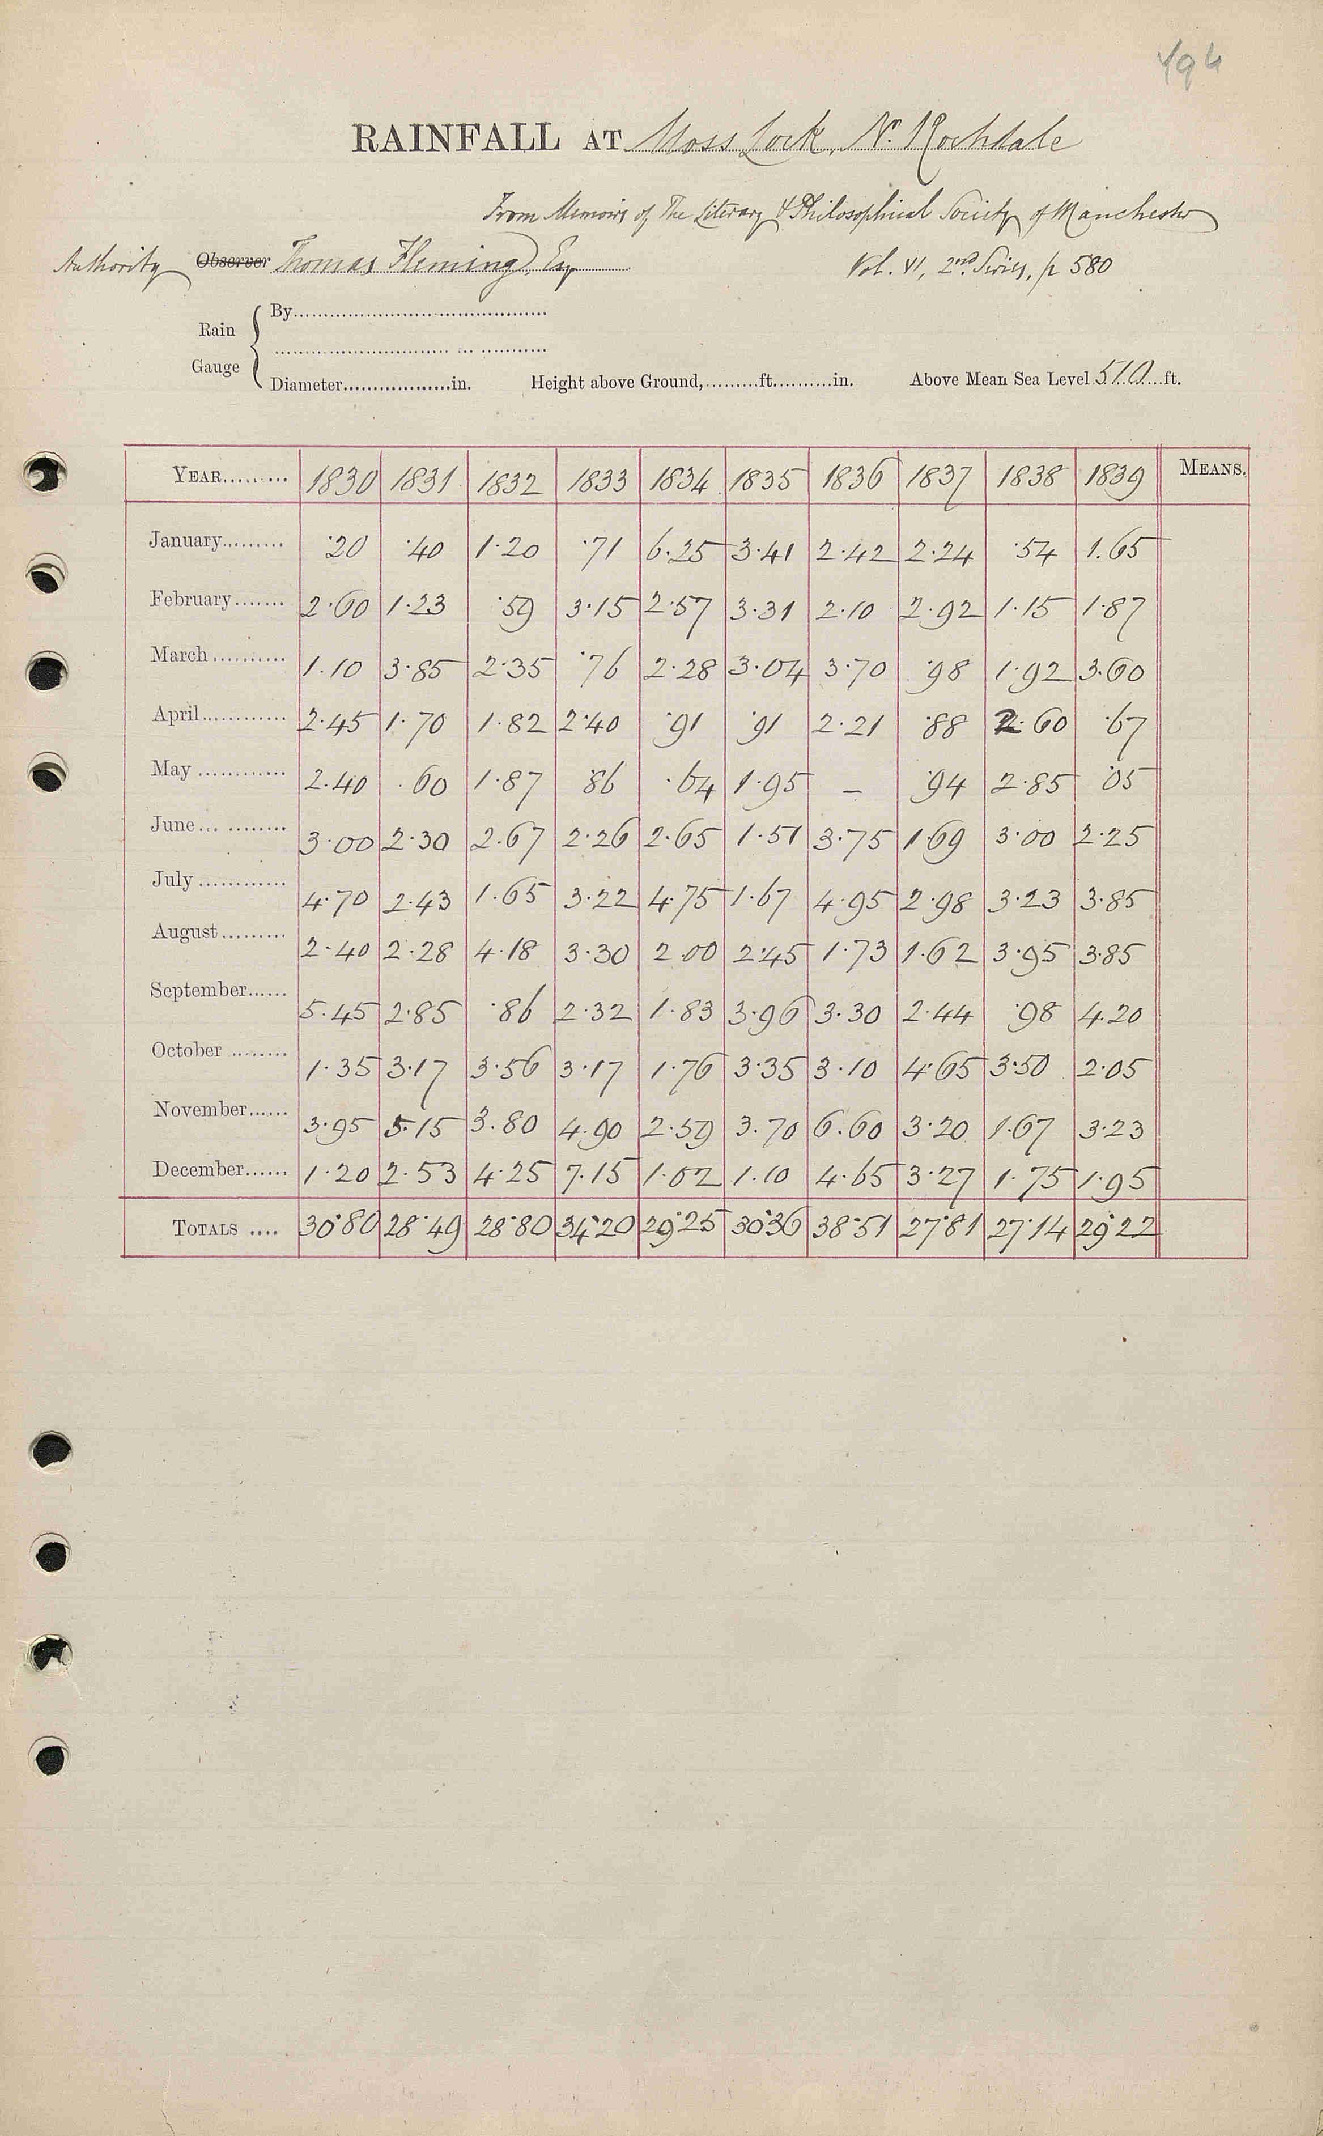 494
RAINFALL AT Moss Lock, Nr. Rochdale
From Memoirs of The Literary & Philosophical Society of Manchester
Authority Observer Thomas Fleming, Esq Vol. VI, 2nd Series, p 580
Rain Gauge
By
Diameter in. Height above Ground, ft. in. Above Mean Sea Level 510 ft.
YEAR 1830 1831 1832 1833 1834 1835 1836 1837 1838 1839 MEANS.
January ·20 ·40 1·20 ·71 6·25 3·41 2·42 2·24 ·54 1.65
February 2·60 1·23 ·59 3·15 2·57 3·31 2·10 2·92 1·15 1·87
March 1·10 3·85 2·35 ·76 2·28 3·04 3·70 ·98 1·92 3·60
April 2·45 1·70 1·82 2·40 ·91 ·91 2·21 ·88 2·60 ·67
May 2·40 ·60 1·87 ·86 ·64 1·95 – ·94 2·85 ·05
June 3·00 2·30 2·67 2·26 2·65 1·51 3·75 1·69 3·00 2·25
July 4·70 2·43 1·65 3·22 4·75 1·67 4·95 2·98 3·23 3·85
August 2·40 2·28 4·18 3·30 2·00 2·45 1·73 1·62 3·95 3·85
September 5·45 2·85 ·86 2·32 1·83 3·96 3·30 2·44 ·98 4·20
October 1·35 3·17 3·56 3·17 1·76 3·35 3·10 4·65 3·50 2·05
November 3·95 5·15 3·80 4·90 2·59 3·70 6·60 3·20 1·67 3·23
December 1·20 2·53 4·25 7·15 1·02 1·10 4·65 3·27 1·75 1·95
TOTALS 30·80 28·49 28·80 34·20 29·25 30·36 38·51 27·81 27·14 29·22